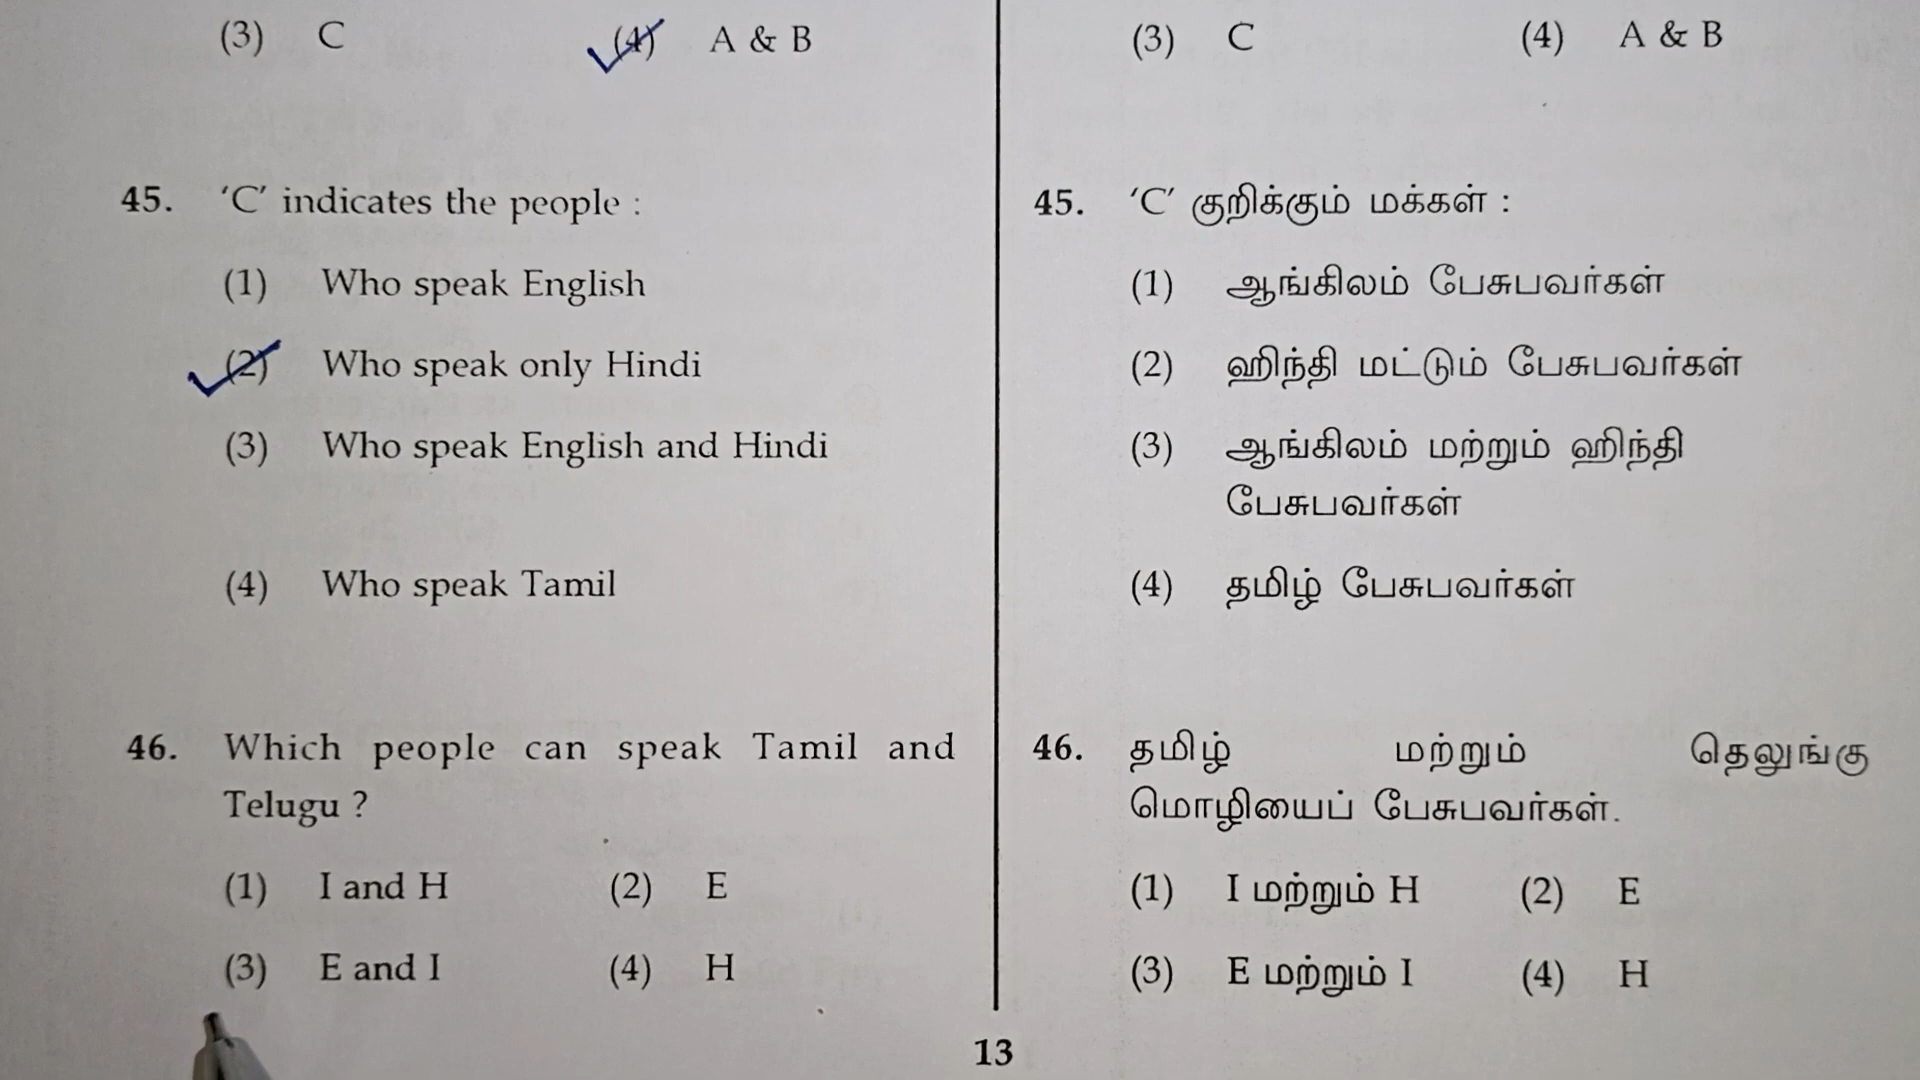 (3) C (4) A & B
45. 'C' indicates the people :
(1) Who speak English
(2) Who speak only Hindi
(3) Who speak English and Hindi
(4) Who speak Tamil
46. Which people can speak Tamil and
Telugu ?
(1) I and H (2) E
(3) E and I (4) H
(3) C (4) A & B
45. 'C' குறிக்கும் மக்கள் :
(1) ஆங்கிலம் பேசுபவர்கள்
(2) ஹிந்தி மட்டும் பேசுபவர்கள்
(3) ஆங்கிலம் மற்றும் ஹிந்தி
பேசுபவர்கள்
(4) தமிழ் பேசுபவர்கள்
46. தமிழ் மற்றும் தெலுங்கு
மொழியைப் பேசுபவர்கள்.
(1) I மற்றும் H (2) E
(3) E மற்றும் I (4) H
13